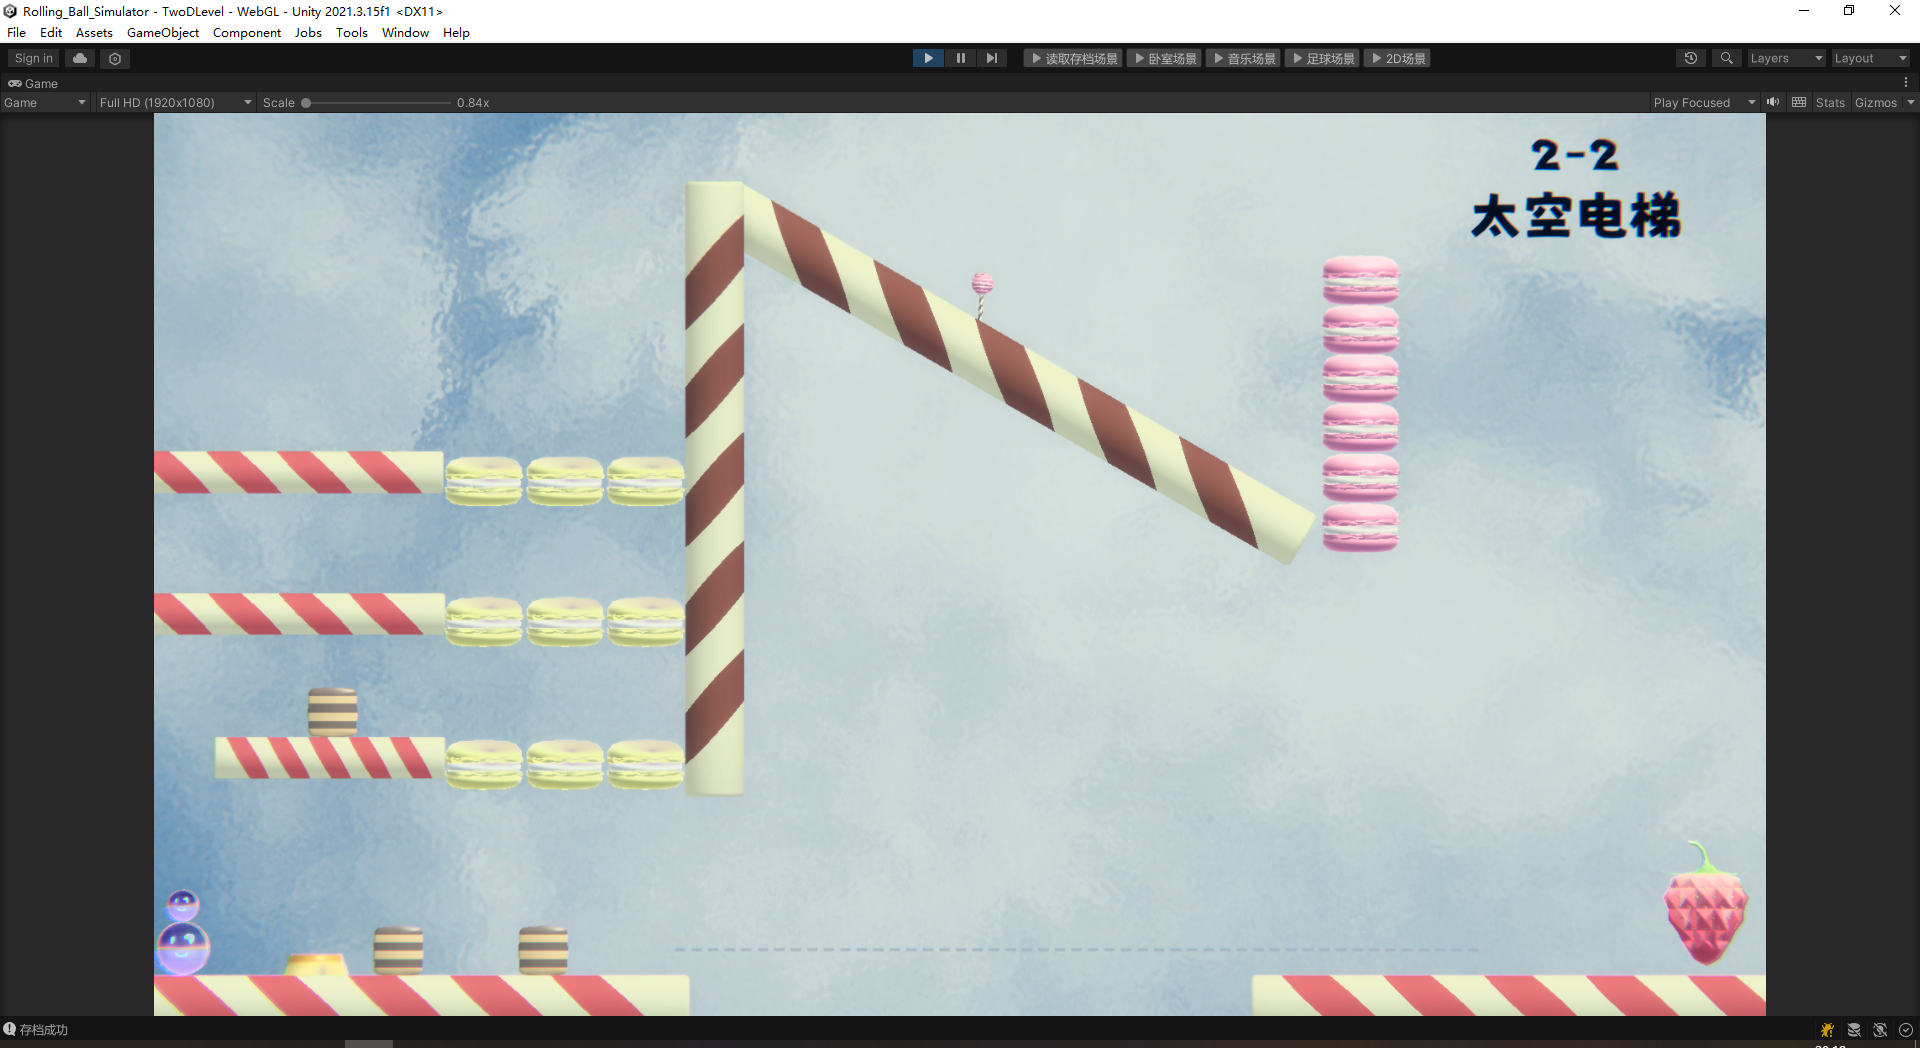 Rolling_Ball_Simulator - TwoDLevel - WebGL - Unity 2021.3.15f1 <DX11>
File Edit Assets GameObject Component Jobs Tools Window Help
Sign in 读取存档场景 卧室场景 音乐场景 足球场景 2D场景 Layers Layout
Game
Game Full HD (1920x1080) Scale 0.84x Play Focused Stats Gizmos
2-2
太空电梯
存档成功